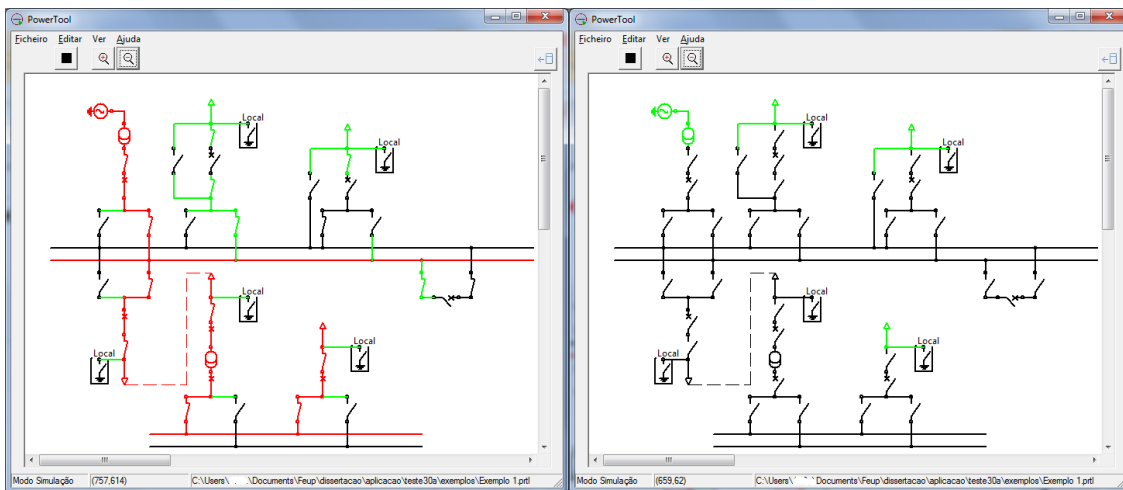 PowerTool
Ficheiro Editar Ver Ajuda
Local
Local
Local
Local
Local
Modo Simulação (757,614) C:\Users\ . . \Documents\Feup\dissertacao\aplicacao\teste30a\exemplos\Exemplo 1.prtl
PowerTool
Ficheiro Editar Ver Ajuda
Local
Local
Local
Local
Local
Modo Simulação (659,62) C:\Users\ . . \Documents\Feup\dissertacao\aplicacao\teste30a\exemplos\Exemplo 1.prtl